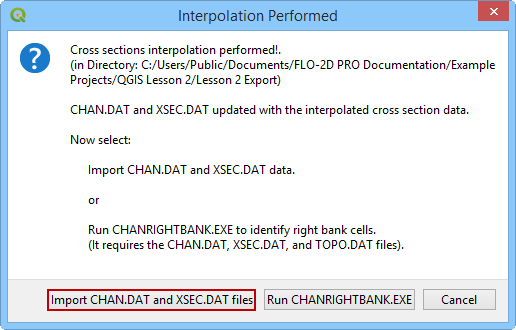 Interpolation Performed
Cross sections interpolation performed!.
(in Directory: C:/Users/Public/Documents/FLO-2D PRO Documentation/Example
Projects/QGIS Lesson 2/Lesson 2 Export)
CHAN.DAT and XSEC.DAT updated with the interpolated cross section data.
Now select:
Import CHAN.DAT and XSEC.DAT data.
or
Run CHANRIGHTBANK.EXE to identify right bank cells.
(It requires the CHAN.DAT, XSEC.DAT, and TOPO.DAT files).
Import CHAN.DAT and XSEC.DAT files Run CHANRIGHTBANK.EXE Cancel